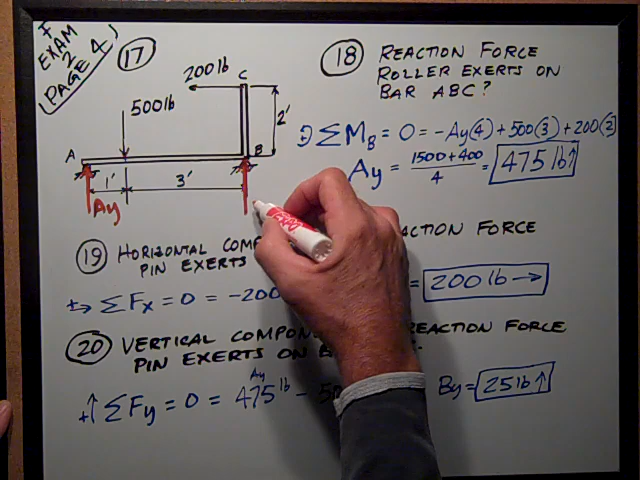 F
EXAM
2
PAGE 4
17
200 lb
C
500 lb
2'
A
B
1'
3'
Ay
18 REACTION FORCE
ROLLER EXERTS ON
BAR ABC?
ΣM_B = 0 = -Ay(4) + 500(3) + 200(2)
Ay = (1500 + 400)/4 = 475 lb↑
19 HORIZONTAL REACTION FORCE
PIN EXERTS
+→ ΣFx = 0 = -200 = 200 lb →
20 VERTICAL REACTION FORCE
PIN EXERTS ON
Ay
+↑ ΣFy = 0 = 475 lb - By = 25 lb↑